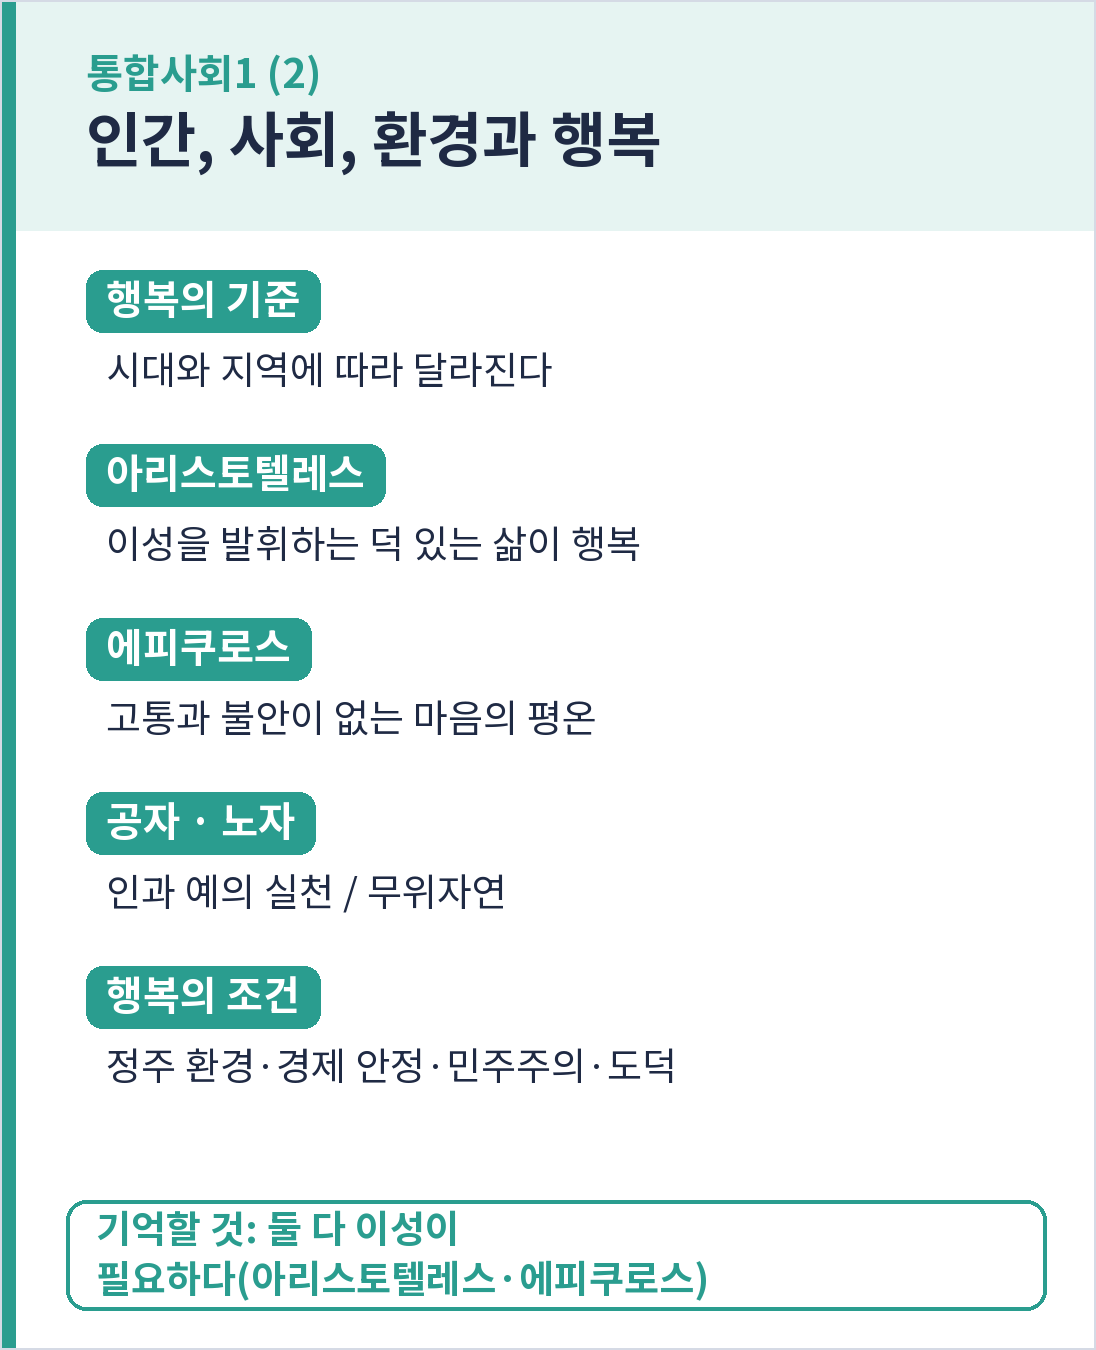 통합사회1 (2)
인간, 사회, 환경과 행복
행복의 기준
시대와 지역에 따라 달라진다
아리스토텔레스
이성을 발휘하는 덕 있는 삶이 행복
에피쿠로스
고통과 불안이 없는 마음의 평온
공자 · 노자
인과 예의 실천 / 무위자연
행복의 조건
정주 환경·경제 안정·민주주의·도덕
기억할 것: 둘 다 이성이
필요하다(아리스토텔레스·에피쿠로스)